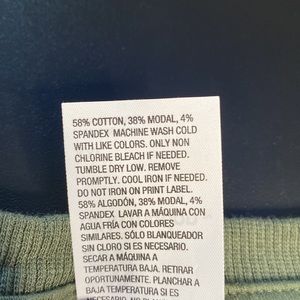 58% COTTON, 38% MODAL, 4%
SPANDEX MACHINE WASH COLD
WITH LIKE COLORS. ONLY NON
CHLORINE BLEACH IF NEEDED.
TUMBLE DRY LOW. REMOVE
PROMPTLY. COOL IRON IF NEEDED.
DO NOT IRON ON PRINT LABEL.
58% ALGODÓN, 38% MODAL, 4%
SPANDEX LAVAR A MÁQUINA CON
AGUA FRÍA CON COLORES
SIMILARES. SÓLO BLANQUEADOR
SIN CLORO SI ES NECESARIO.
SECAR A MÁQUINA A
TEMPERATURA BAJA. RETIRAR
OPORTUNAMENTE. PLANCHAR A
BAJA TEMPERATURA SI ES